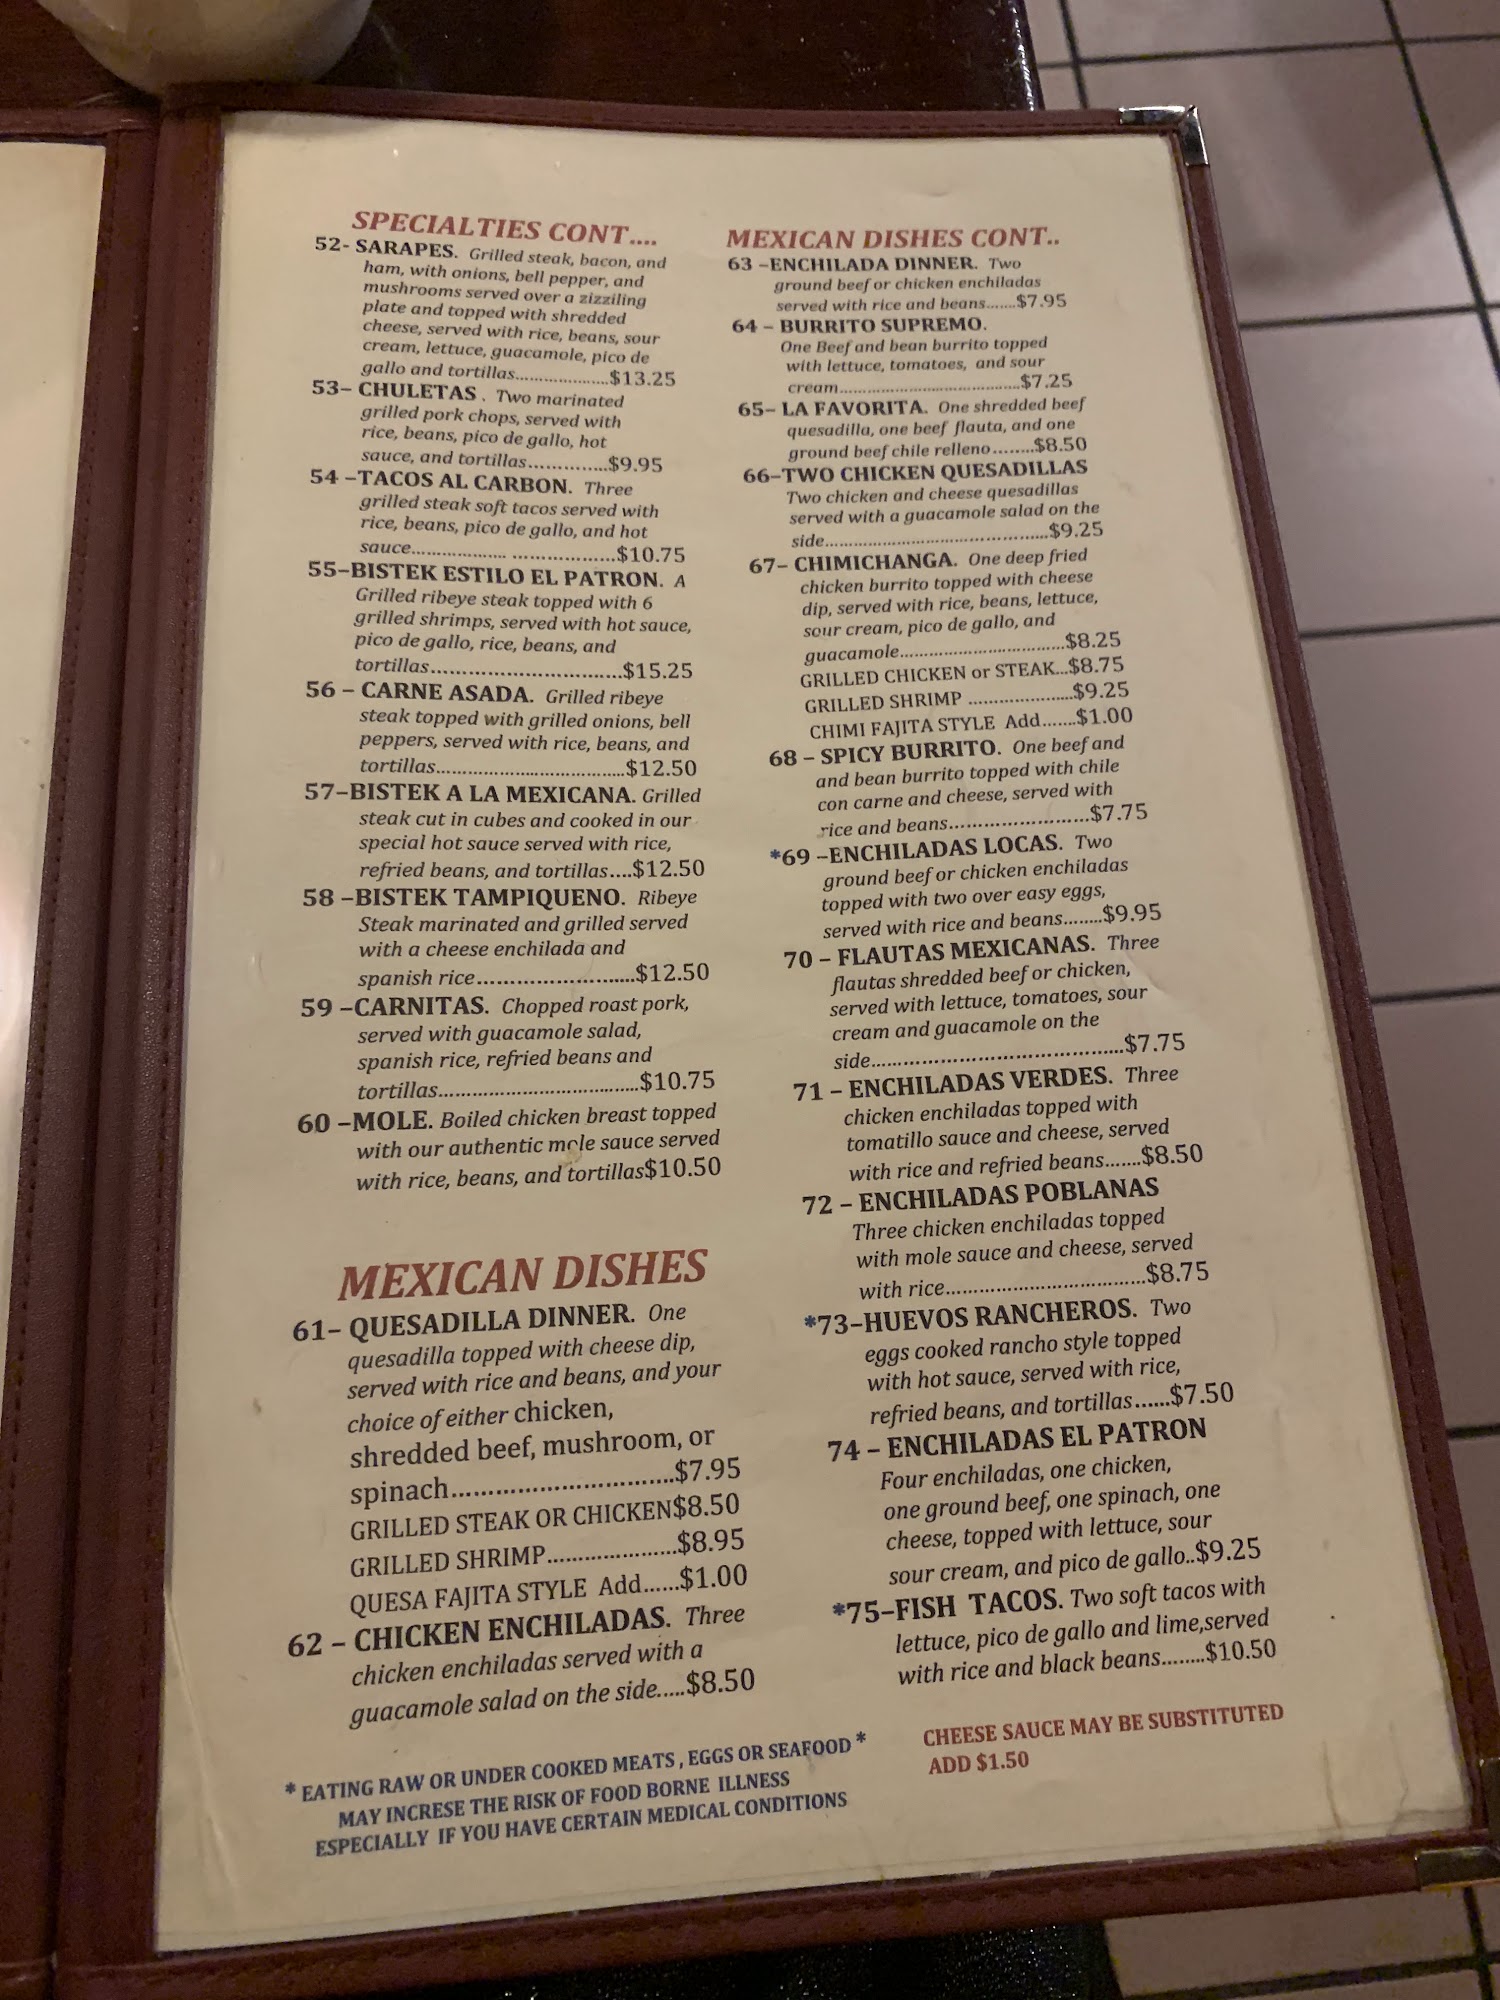 SPECIALTIES CONT....
52- SARAPES. Grilled steak, bacon, and
ham, with onions, bell pepper, and
mushrooms served over a zizziling
plate and topped with shredded
cheese, served with rice, beans, sour
cream, lettuce, guacamole, pico de
gallo and tortillas.....................$13.25
53– CHULETAS . Two marinated
grilled pork chops, served with
rice, beans, pico de gallo, hot
sauce, and tortillas..............$9.95
54 –TACOS AL CARBON. Three
grilled steak soft tacos served with
rice, beans, pico de gallo, and hot
sauce................... ...................$10.75
55–BISTEK ESTILO EL PATRON. A
Grilled ribeye steak topped with 6
grilled shrimps, served with hot sauce,
pico de gallo, rice, beans, and
tortillas.................................$15.25
56 – CARNE ASADA. Grilled ribeye
steak topped with grilled onions, bell
peppers, served with rice, beans, and
tortillas.................................$12.50
57–BISTEK A LA MEXICANA. Grilled
steak cut in cubes and cooked in our
special hot sauce served with rice,
refried beans, and tortillas....$12.50
58 –BISTEK TAMPIQUENO. Ribeye
Steak marinated and grilled served
with a cheese enchilada and
spanish rice...........................$12.50
59 –CARNITAS. Chopped roast pork,
served with guacamole salad,
spanish rice, refried beans and
tortillas..................................$10.75
60 –MOLE. Boiled chicken breast topped
with our authentic mole sauce served
with rice, beans, and tortillas$10.50
MEXICAN DISHES
61– QUESADILLA DINNER. One
quesadilla topped with cheese dip,
served with rice and beans, and your
choice of either chicken,
shredded beef, mushroom, or
spinach..............................$7.95
GRILLED STEAK OR CHICKEN$8.50
GRILLED SHRIMP......................$8.95
QUESA FAJITA STYLE Add......$1.00
62 – CHICKEN ENCHILADAS. Three
chicken enchiladas served with a
guacamole salad on the side.....$8.50
* EATING RAW OR UNDER COOKED MEATS , EGGS OR SEAFOOD *
MAY INCRESE THE RISK OF FOOD BORNE ILLNESS
ESPECIALLY IF YOU HAVE CERTAIN MEDICAL CONDITIONS
MEXICAN DISHES CONT..
63 –ENCHILADA DINNER. Two
ground beef or chicken enchiladas
served with rice and beans.......$7.95
64 – BURRITO SUPREMO.
One Beef and bean burrito topped
with lettuce, tomatoes, and sour
cream.....................................$7.25
65– LA FAVORITA. One shredded beef
quesadilla, one beef flauta, and one
ground beef chile relleno.........$8.50
66–TWO CHICKEN QUESADILLAS
Two chicken and cheese quesadillas
served with a guacamole salad on the
side............................................$9.25
67– CHIMICHANGA. One deep fried
chicken burrito topped with cheese
dip, served with rice, beans, lettuce,
sour cream, pico de gallo, and
guacamole................................$8.25
GRILLED CHICKEN or STEAK...$8.75
GRILLED SHRIMP .....................$9.25
CHIMI FAJITA STYLE Add.......$1.00
68 – SPICY BURRITO. One beef and
and bean burrito topped with chile
con carne and cheese, served with
rice and beans.........................$7.75
*69 –ENCHILADAS LOCAS. Two
ground beef or chicken enchiladas
topped with two over easy eggs,
served with rice and beans........$9.95
70 – FLAUTAS MEXICANAS. Three
flautas shredded beef or chicken,
served with lettuce, tomatoes, sour
cream and guacamole on the
side...........................................$7.75
71 – ENCHILADAS VERDES. Three
chicken enchiladas topped with
tomatillo sauce and cheese, served
with rice and refried beans.......$8.50
72 – ENCHILADAS POBLANAS
Three chicken enchiladas topped
with mole sauce and cheese, served
with rice..................................$8.75
*73–HUEVOS RANCHEROS. Two
eggs cooked rancho style topped
with hot sauce, served with rice,
refried beans, and tortillas......$7.50
74 – ENCHILADAS EL PATRON
Four enchiladas, one chicken,
one ground beef, one spinach, one
cheese, topped with lettuce, sour
sour cream, and pico de gallo..$9.25
*75–FISH TACOS. Two soft tacos with
lettuce, pico de gallo and lime,served
with rice and black beans........$10.50
CHEESE SAUCE MAY BE SUBSTITUTED
ADD $1.50